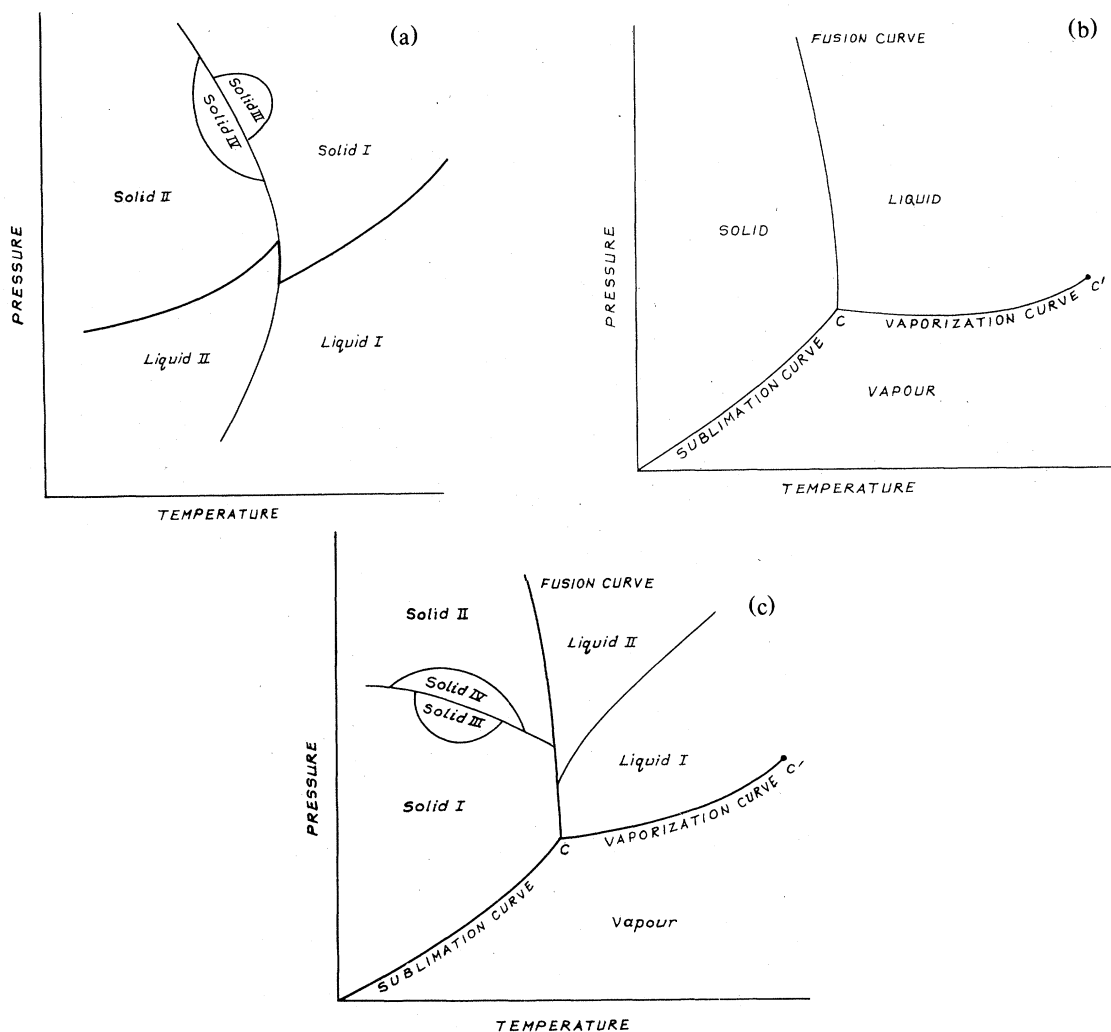 (a)
Solid III
Solid IV
Solid I
Solid II
Liquid II
Liquid I
PRESSURE
TEMPERATURE
(b)
FUSION CURVE
SOLID
LIQUID
C
C'
VAPORIZATION CURVE
SUBLIMATION CURVE
VAPOUR
PRESSURE
TEMPERATURE
(c)
FUSION CURVE
Solid II
Liquid II
Solid IV
Solid III
Liquid I
Solid I
C
C'
VAPORIZATION CURVE
SUBLIMATION CURVE
Vapour
PRESSURE
TEMPERATURE